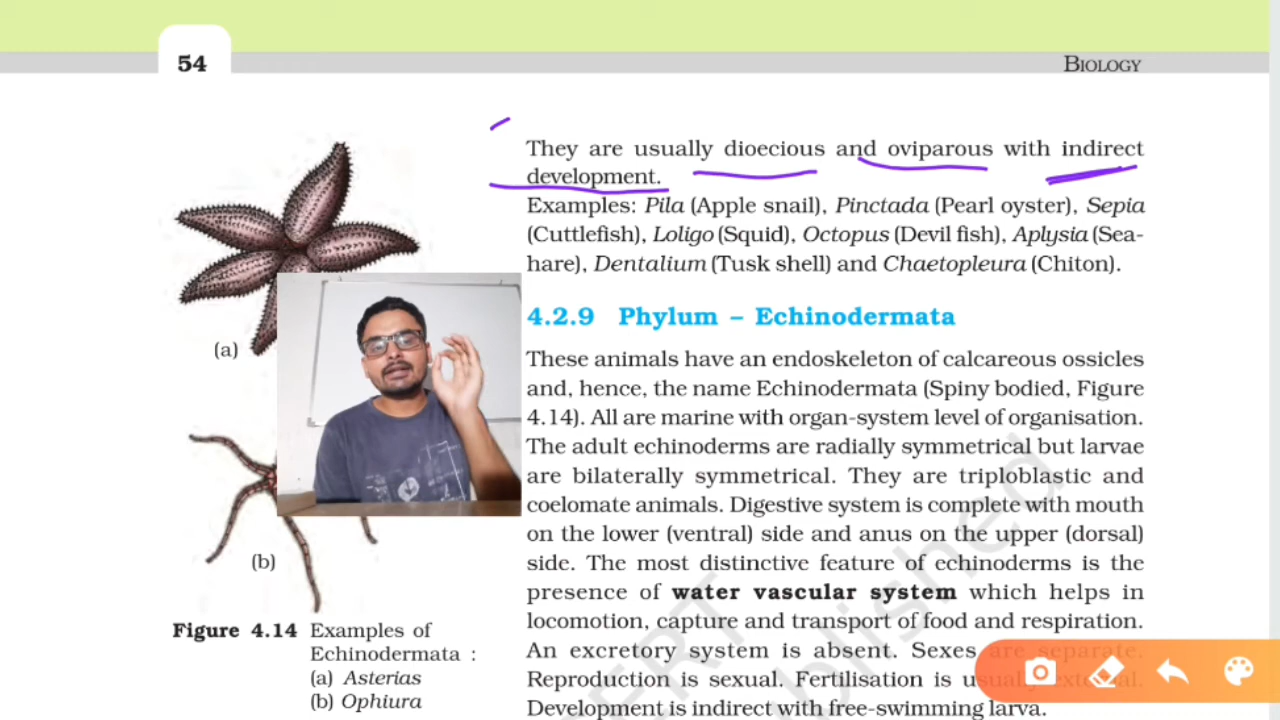 54
BIOLOGY
They are usually dioecious and oviparous with indirect
development.
Examples: Pila (Apple snail), Pinctada (Pearl oyster), Sepia
(Cuttlefish), Loligo (Squid), Octopus (Devil fish), Aplysia (Sea-
hare), Dentalium (Tusk shell) and Chaetopleura (Chiton).
4.2.9 Phylum – Echinodermata
These animals have an endoskeleton of calcareous ossicles
and, hence, the name Echinodermata (Spiny bodied, Figure
4.14). All are marine with organ-system level of organisation.
The adult echinoderms are radially symmetrical but larvae
are bilaterally symmetrical. They are triploblastic and
coelomate animals. Digestive system is complete with mouth
on the lower (ventral) side and anus on the upper (dorsal)
side. The most distinctive feature of echinoderms is the
presence of water vascular system which helps in
locomotion, capture and transport of food and respiration.
An excretory system is absent. Sexes are separate.
Reproduction is sexual. Fertilisation is usually external.
Development is indirect with free-swimming larva.
(a)
(b)
Figure 4.14 Examples of
Echinodermata :
(a) Asterias
(b) Ophiura